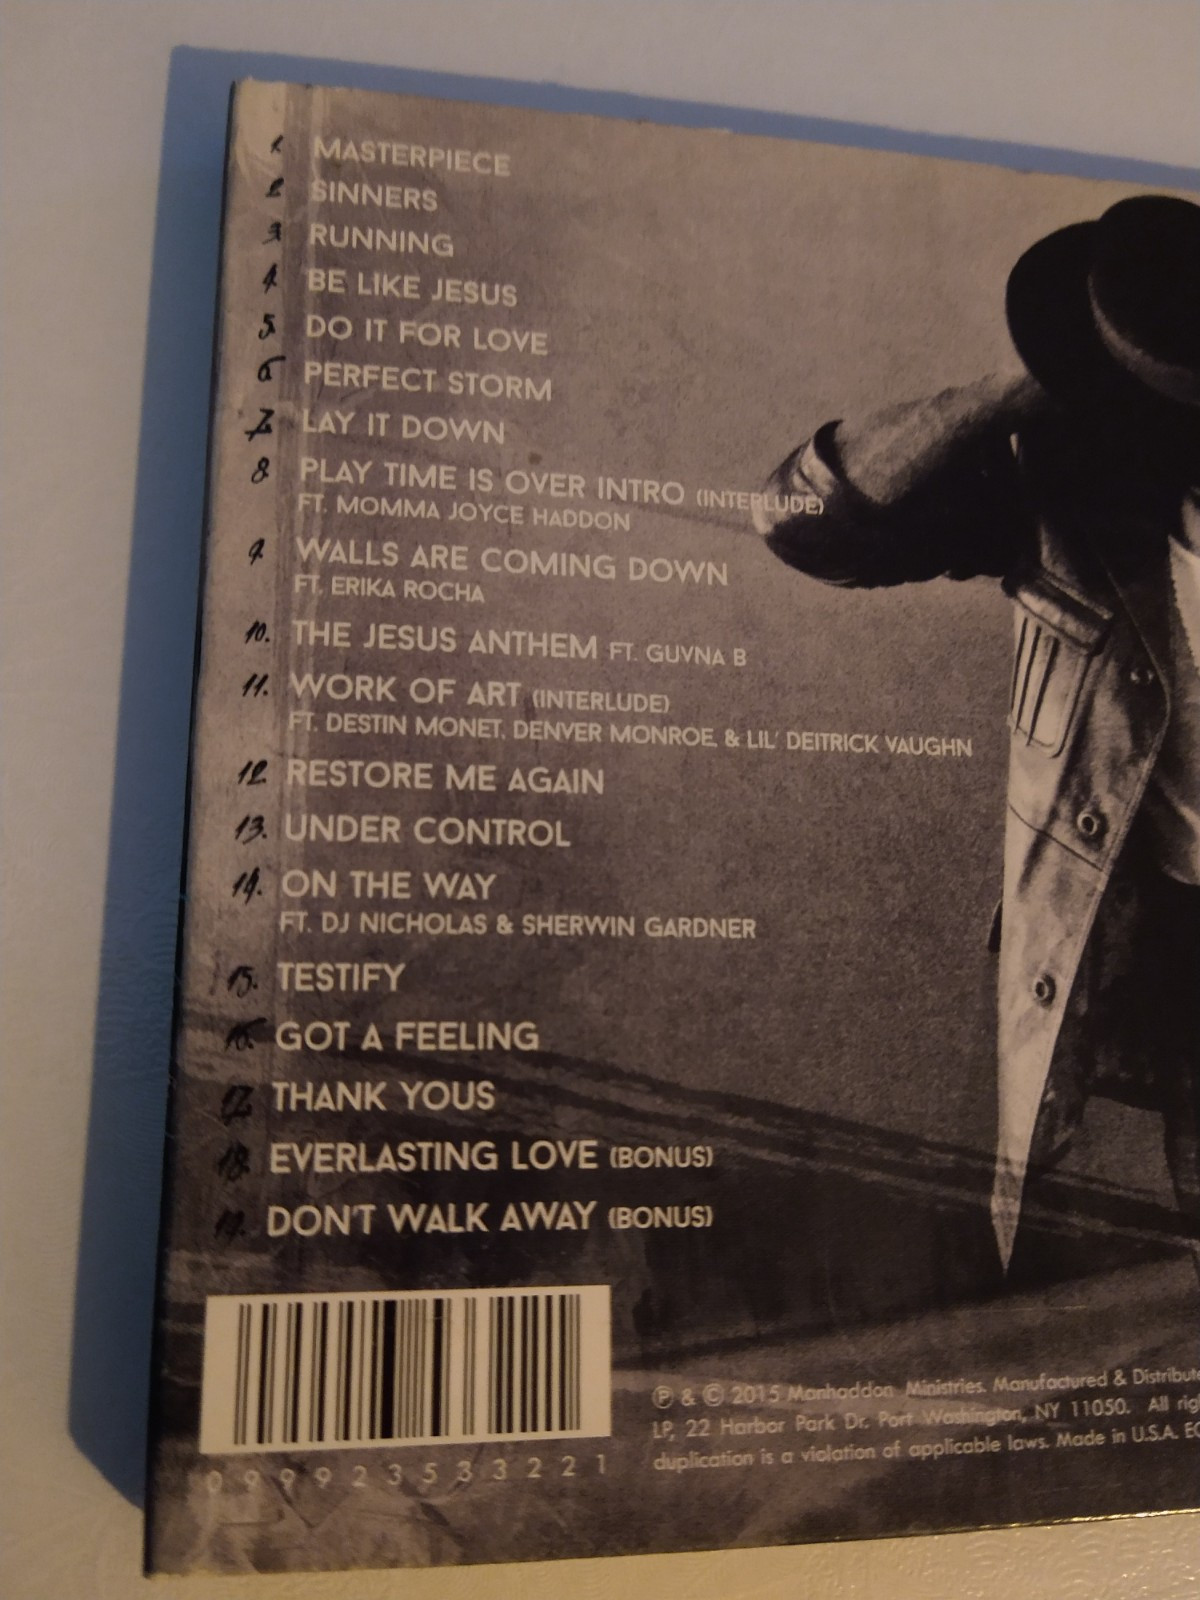 1 MASTERPIECE
2 SINNERS
3 RUNNING
4 BE LIKE JESUS
5. DO IT FOR LOVE
6 PERFECT STORM
7. LAY IT DOWN
8 PLAY TIME IS OVER INTRO (INTERLUDE)
FT. MOMMA JOYCE HADDON
9. WALLS ARE COMING DOWN
FT. ERIKA ROCHA
10. THE JESUS ANTHEM FT. GUVNA B
11. WORK OF ART (INTERLUDE)
FT. DESTIN MONET, DENVER MONROE, & LIL' DEITRICK VAUGHN
12. RESTORE ME AGAIN
13. UNDER CONTROL
14. ON THE WAY
FT. DJ NICHOLAS & SHERWIN GARDNER
15. TESTIFY
16. GOT A FEELING
17. THANK YOUS
18. EVERLASTING LOVE (BONUS)
19. DON'T WALK AWAY (BONUS)
099923533221
℗ & © 2015 Manhaddon Ministries. Manufactured & Distribute
LP, 22 Harbor Park Dr. Port Washington, NY 11050. All rig
duplication is a violation of applicable laws. Made in U.S.A. EO